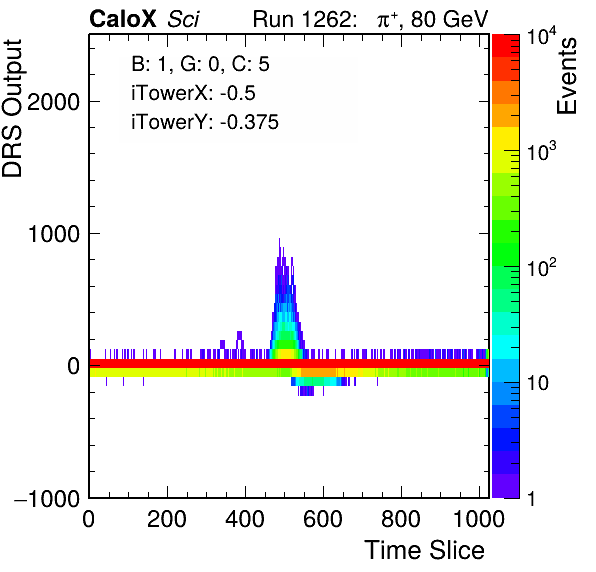 CaloX Sci Run 1262: π⁺, 80 GeV
B: 1, G: 0, C: 5
iTowerX: -0.5
iTowerY: -0.375
DRS Output
2000
1000
0
−1000
0 200 400 600 800 1000
Time Slice
Events
10⁴
10³
10²
10
1